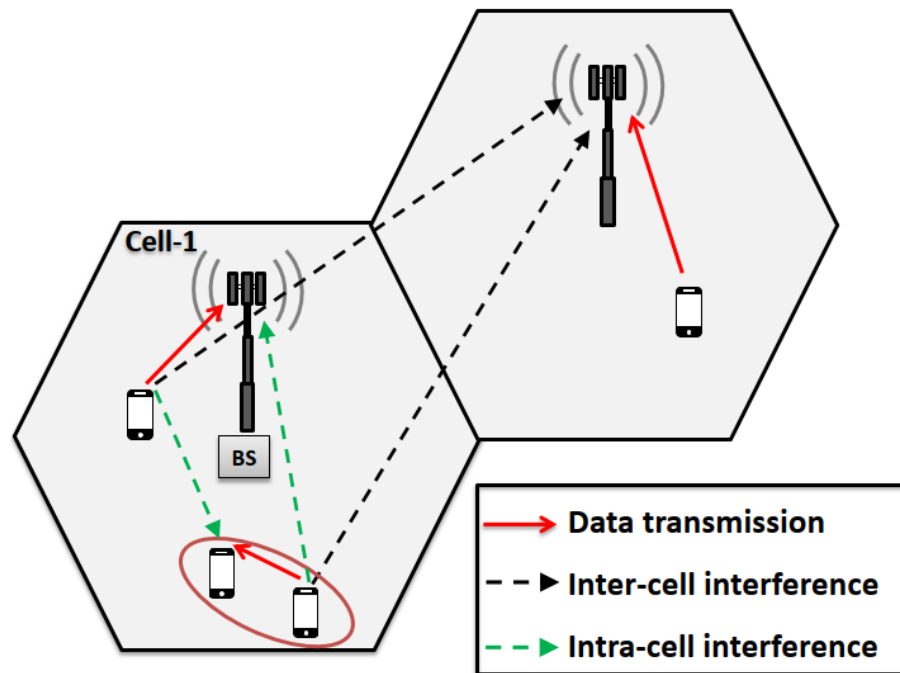 Cell-1
BS
Data transmission
Inter-cell interference
Intra-cell interference